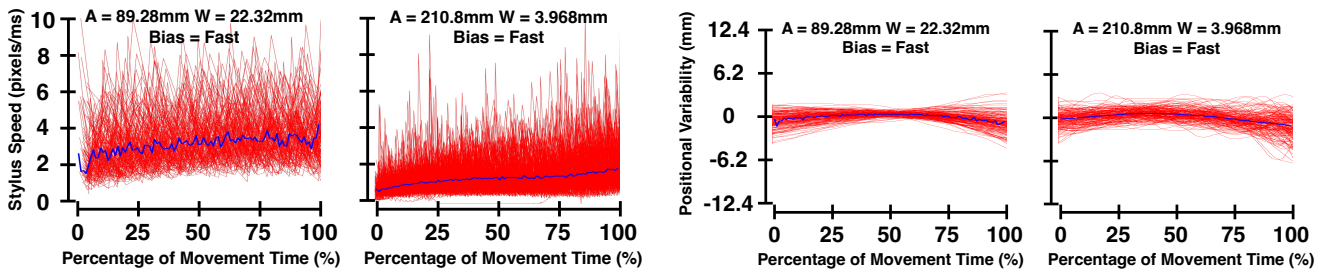 A = 89.28mm W = 22.32mm
Bias = Fast
Stylus Speed (pixels/ms)
10
8
6
4
2
0
0 25 50 75 100
Percentage of Movement Time (%)
A = 210.8mm W = 3.968mm
Bias = Fast
0 25 50 75 100
Percentage of Movement Time (%)
A = 89.28mm W = 22.32mm
Bias = Fast
Positional Variability (mm)
12.4
6.2
0
-6.2
-12.4
0 25 50 75 100
Percentage of Movement Time (%)
A = 210.8mm W = 3.968mm
Bias = Fast
0 25 50 75 100
Percentage of Movement Time (%)